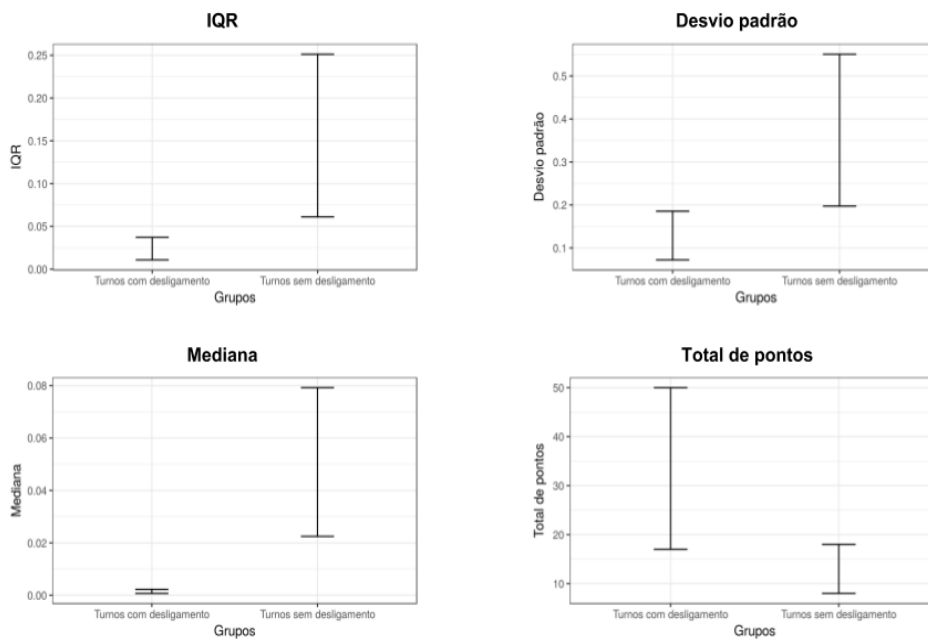 IQR
0.25
0.20
0.15
0.10
0.05
0.00
IQR
Turnos com desligamento Turnos sem desligamento
Grupos
Desvio padrão
0.5
0.4
0.3
0.2
0.1
Desvio padrão
Turnos com desligamento Turnos sem desligamento
Grupos
Mediana
0.08
0.06
0.04
0.02
0.00
Mediana
Turnos com desligamento Turnos sem desligamento
Grupos
Total de pontos
50
40
30
20
10
Total de pontos
Turnos com desligamento Turnos sem desligamento
Grupos